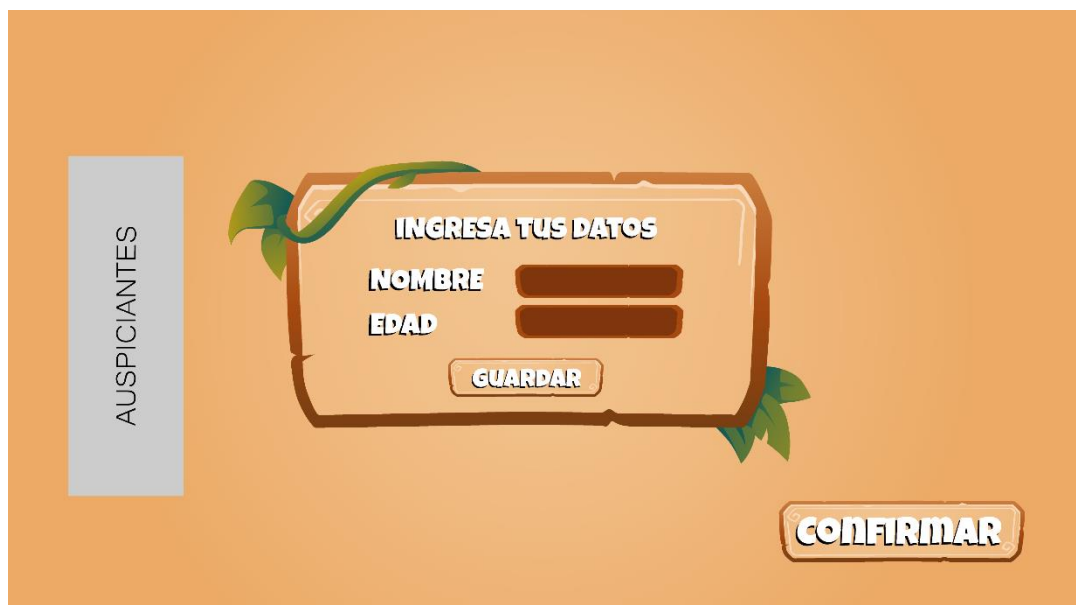 AUSPICIANTES
INGRESA TUS DATOS
NOMBRE
EDAD
GUARDAR
CONFIRMAR